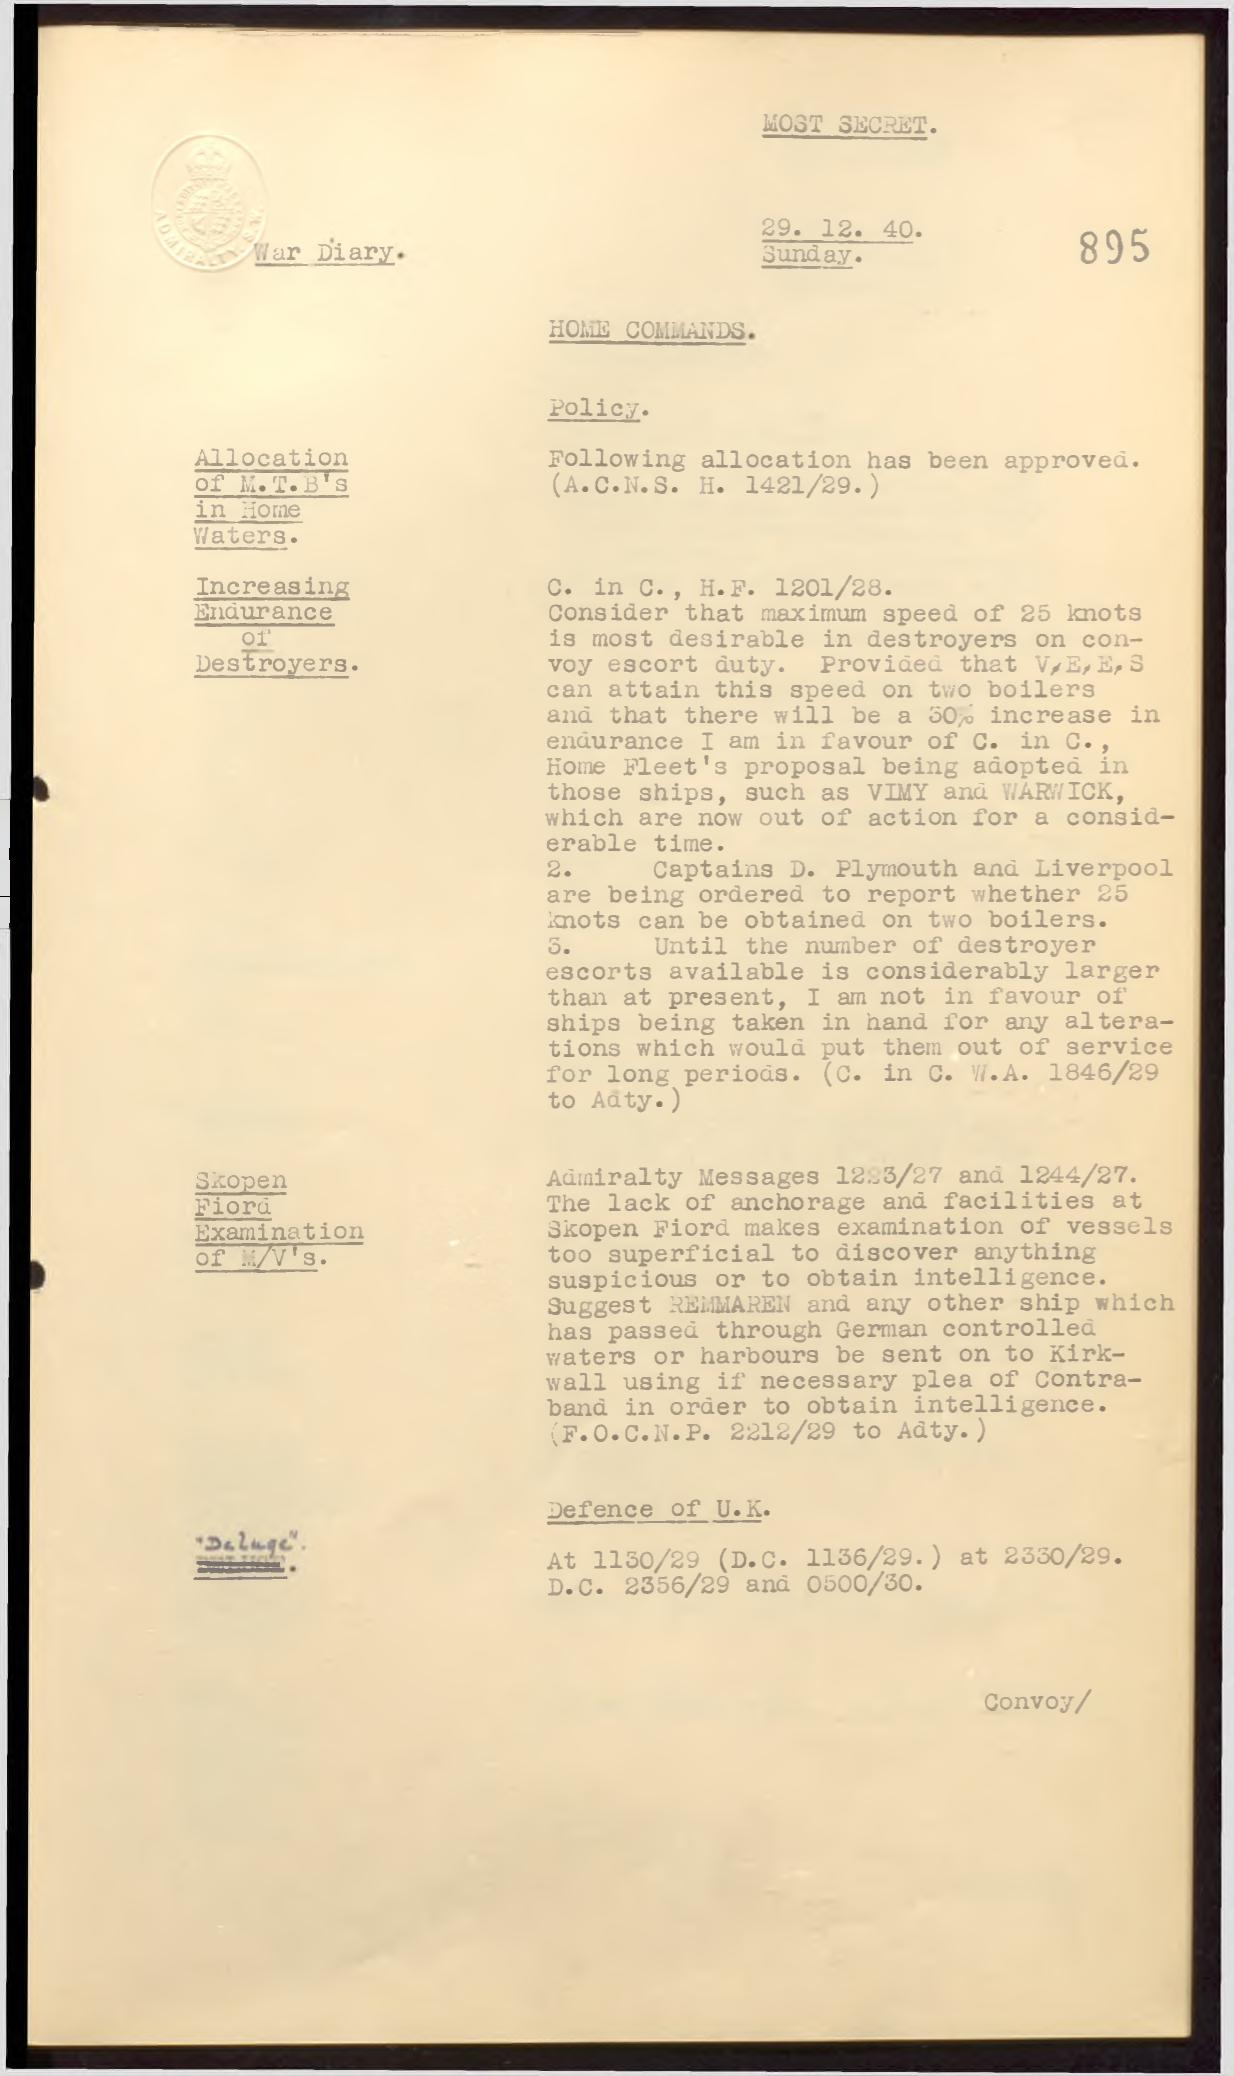 MOST SECRET.
ADMIRALTY. S.W.
War Diary.
29. 12. 40.
Sunday.
895
HOME COMMANDS.
Policy.
Allocation
of M.T.B's
in Home
Waters.
Following allocation has been approved.
(A.C.N.S. H. 1421/29.)
Increasing
Endurance
of
Destroyers.
C. in C., H.F. 1201/28.
Consider that maximum speed of 25 knots
is most desirable in destroyers on con-
voy escort duty. Provided that V,E,E,S
can attain this speed on two boilers
and that there will be a 30% increase in
endurance I am in favour of C. in C.,
Home Fleet's proposal being adopted in
those ships, such as VIMY and WARWICK,
which are now out of action for a consid-
erable time.
2. Captains D. Plymouth and Liverpool
are being ordered to report whether 25
knots can be obtained on two boilers.
3. Until the number of destroyer
escorts available is considerably larger
than at present, I am not in favour of
ships being taken in hand for any altera-
tions which would put them out of service
for long periods. (C. in C. W.A. 1846/29
to Adty.)
Skopen
Fiord
Examination
of M/V's.
Admiralty Messages 1223/27 and 1244/27.
The lack of anchorage and facilities at
Skopen Fiord makes examination of vessels
too superficial to discover anything
suspicious or to obtain intelligence.
Suggest REMMAREN and any other ship which
has passed through German controlled
waters or harbours be sent on to Kirk-
wall using if necessary plea of Contra-
band in order to obtain intelligence.
(F.O.C.N.P. 2212/29 to Adty.)
Defence of U.K.
"Deluge".
At 1130/29 (D.C. 1136/29.) at 2330/29.
D.C. 2356/29 and 0500/30.
Convoy/